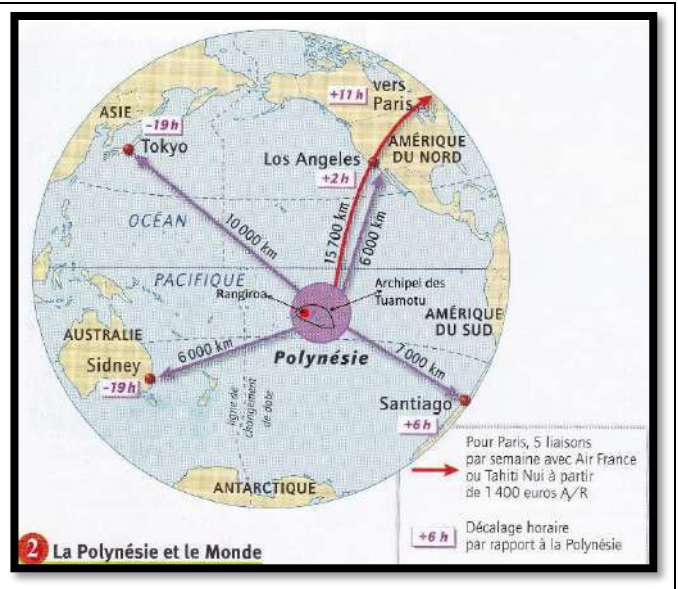 vers
Paris
+11 h
ASIE
-19 h
Tokyo
AMÉRIQUE
DU NORD
Los Angeles
+2 h
OCÉAN
PACIFIQUE
10 000 km
15 700 km
6 000 km
Rangiroa
Archipel des
Tuamotu
AMÉRIQUE
DU SUD
AUSTRALIE
Sidney
-19 h
6 000 km
Polynésie
7 000 km
Santiago
+6 h
ligne de
changement
de date
ANTARCTIQUE
Pour Paris, 5 liaisons
par semaine avec Air France
ou Tahiti Nui à partir
de 1 400 euros A/R
+6 h
Décalage horaire
par rapport à la Polynésie
2 La Polynésie et le Monde